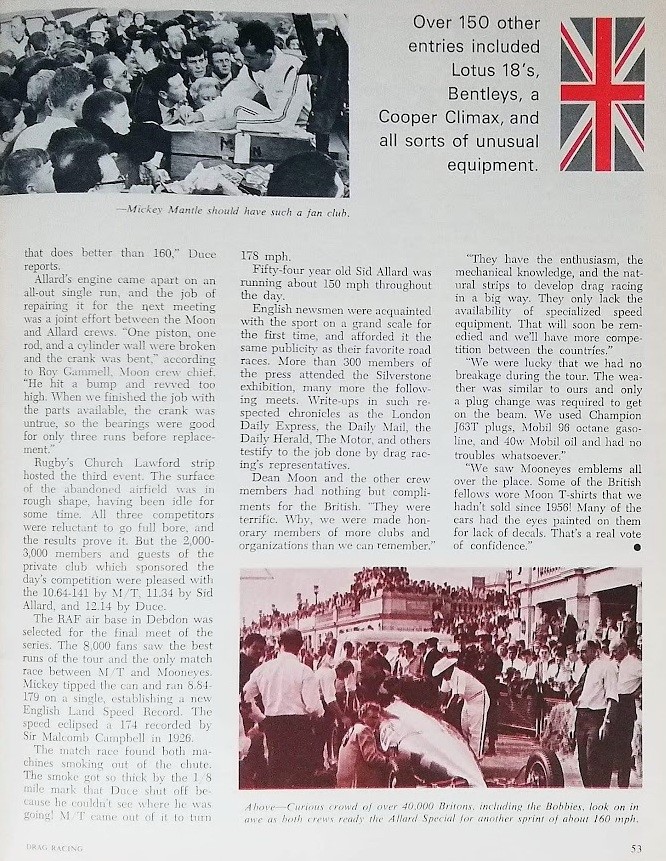 Over 150 other
entries included
Lotus 18's,
Bentleys, a
Cooper Climax, and
all sorts of unusual
equipment.
—Mickey Mantle should have such a fan club.
that does better than 160," Duce
reports.
Allard's engine came apart on an
all-out single run, and the job of
repairing it for the next meeting
was a joint effort between the Moon
and Allard crews. "One piston, one
rod, and a cylinder wall were broken
and the crank was bent," according
to Roy Gammell, Moon crew chief.
"He hit a bump and revved too
high. When we finished the job with
the parts available, the crank was
untrue, so the bearings were good
for only three runs before replace-
ment."
Rugby's Church Lawford strip
hosted the third event. The surface
of the abandoned airfield was in
rough shape, having been idle for
some time. All three competitors
were reluctant to go full bore, and
the results prove it. But the 2,000-
3,000 members and guests of the
private club which sponsored the
day's competition were pleased with
the 10.64-141 by M/T, 11.34 by Sid
Allard, and 12.14 by Duce.
The RAF air base in Debdon was
selected for the final meet of the
series. The 8,000 fans saw the best
runs of the tour and the only match
race between M/T and Mooneyes.
Mickey tipped the can and ran 8.84-
179 on a single, establishing a new
English Land Speed Record. The
speed eclipsed a 174 recorded by
Sir Malcomb Campbell in 1926.
The match race found both ma-
chines smoking out of the chute.
The smoke got so thick by the 1/8
mile mark that Duce shut off be-
cause he couldn't see where he was
going! M/T came out of it to turn
178 mph.
Fifty-four year old Sid Allard was
running about 150 mph throughout
the day.
English newsmen were acquainted
with the sport on a grand scale for
the first time, and afforded it the
same publicity as their favorite road
races. More than 300 members of
the press attended the Silverstone
exhibition, many more the follow-
ing meets. Write-ups in such re-
spected chronicles as the London
Daily Express, the Daily Mail, the
Daily Herald, The Motor, and others
testify to the job done by drag rac-
ing's representatives.
Dean Moon and the other crew
members had nothing but compli-
ments for the British. "They were
terrific. Why, we were made hon-
orary members of more clubs and
organizations than we can remember."
"They have the enthusiasm, the
mechanical knowledge, and the nat-
ural strips to develop drag racing
in a big way. They only lack the
availability of specialized speed
equipment. That will soon be rem-
edied and we'll have more compe-
tition between the countries."
"We were lucky that we had no
breakage during the tour. The wea-
ther was similar to ours and only
a plug change was required to get
on the beam. We used Champion
J63T plugs, Mobil 96 octane gaso-
line, and 40w Mobil oil and had no
troubles whatsoever."
"We saw Mooneyes emblems all
over the place. Some of the British
fellows wore Moon T-shirts that we
hadn't sold since 1956! Many of the
cars had the eyes painted on them
for lack of decals. That's a real vote
of confidence."
Above—Curious crowd of over 40,000 Britons, including the Bobbies, look on in
awe as both crews ready the Allard Special for another sprint of about 160 mph.
DRAG RACING
53